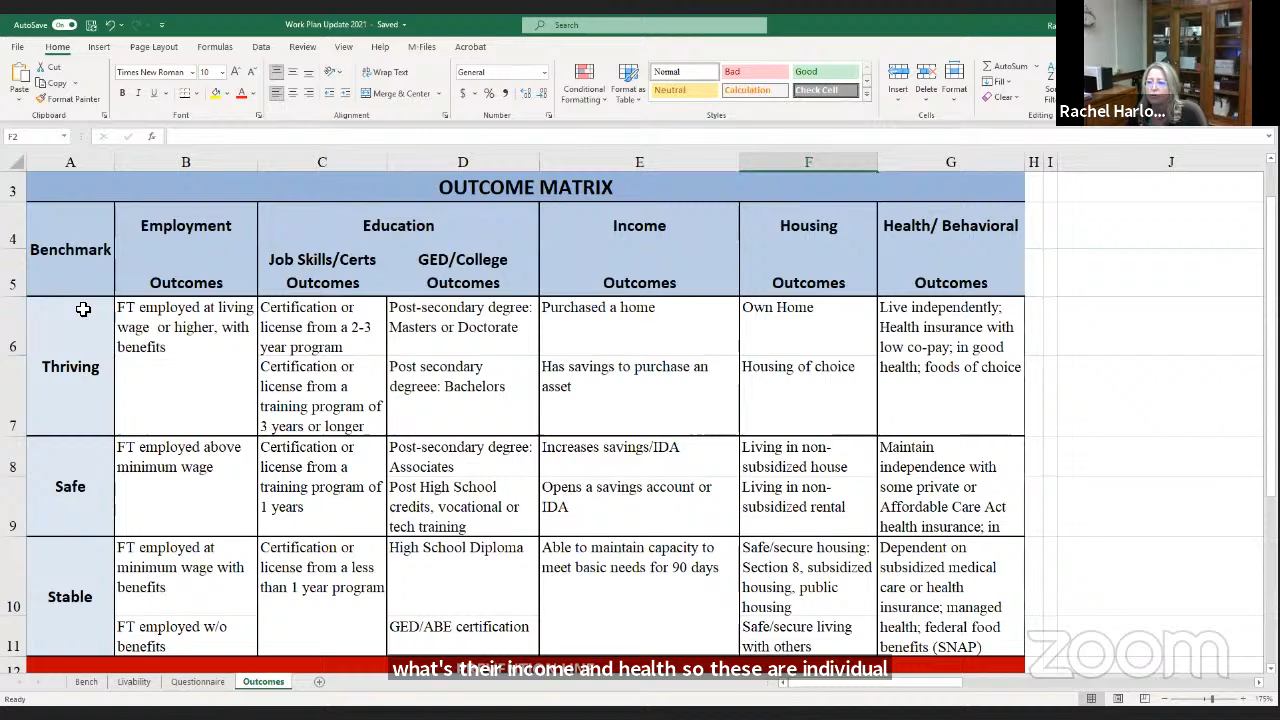 AutoSave On Work Plan Update 2021 - Saved Search Ra
File Home Insert Page Layout Formulas Data Review View Help M-Files Acrobat
Paste Cut Copy Format Painter
Times New Roman 10 Wrap Text Merge & Center
General
Conditional Formatting Format as Table
Normal Bad Good
Neutral Calculation Check Cell
Insert Delete Format
AutoSum Fill Clear
Clipboard Font Alignment Number Styles Cells
Rachel Harlo...
F2 fx
A B C D E F G H I J
3 OUTCOME MATRIX
4 Benchmark Employment Education Income Housing Health/ Behavioral
Job Skills/Certs GED/College
5 Outcomes Outcomes Outcomes Outcomes Outcomes Outcomes
6 7 Thriving
FT employed at living
wage or higher, with
benefits
Certification or
license from a 2-3
year program
Certification or
license from a
training program of
3 years or longer
Post-secondary degree:
Masters or Doctorate
Post secondary
degreee: Bachelors
Purchased a home
Has savings to purchase an
asset
Own Home
Housing of choice
Live independently;
Health insurance with
low co-pay; in good
health; foods of choice
8 9 Safe
FT employed above
minimum wage
Certification or
license from a
training program of
1 years
Post-secondary degree:
Associates
Post High School
credits, vocational or
tech training
Increases savings/IDA
Opens a savings account or
IDA
Living in non-
subsidized house
Living in non-
subsidized rental
Maintain
independence with
some private or
Affordable Care Act
health insurance; in
10 11 Stable
FT employed at
minimum wage with
benefits
FT employed w/o
benefits
Certification or
license from a less
than 1 year program
High School Diploma
GED/ABE certification
Able to maintain capacity to
meet basic needs for 90 days
Safe/secure housing:
Section 8, subsidized
housing, public
housing
Safe/secure living
with others
Dependent on
subsidized medical
care or health
insurance; managed
health; federal food
benefits (SNAP)
12
what's their income and health so these are individual
zoom
Bench Livability Questionnaire Outcomes
Ready 175%